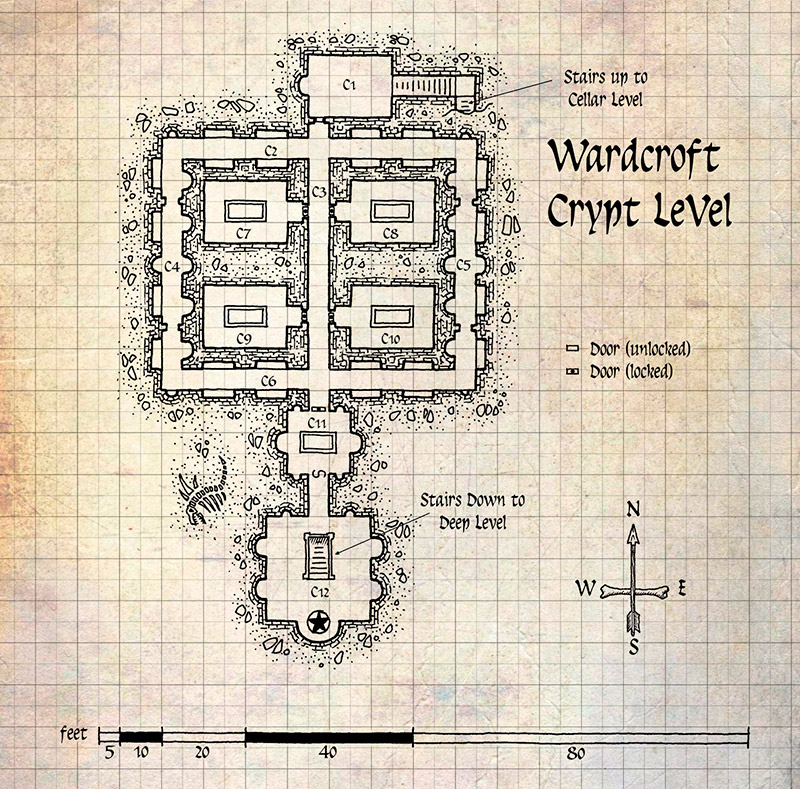 C1
Stairs up to
Cellar Level
Wardcroft
Crypt Level
C2
C3
C7
C8
C4
C5
C9
C10
Door (unlocked)
Door (locked)
C6
C11
S
Stairs Down to
Deep Level
C12
N
W E
S
feet
5 10 20 40 80